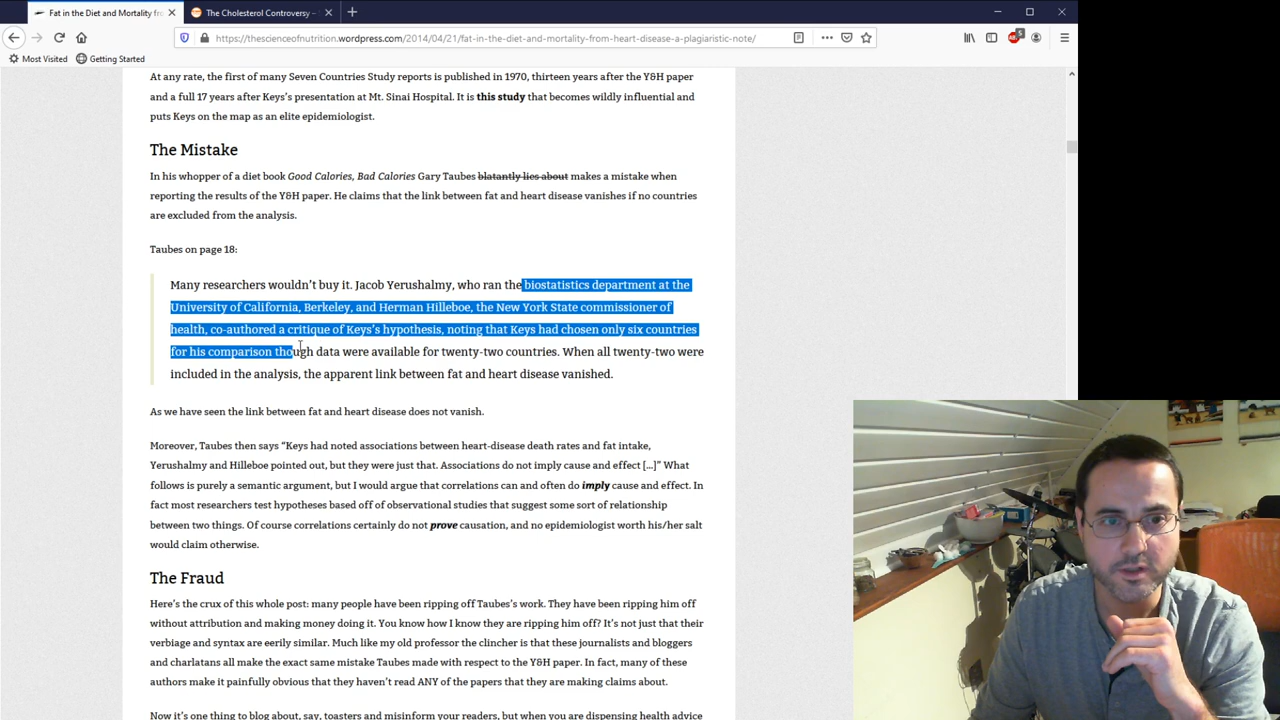 Fat in the Diet and Mortality fro
The Cholesterol Controversy –
https://thescienceofnutrition.wordpress.com/2014/04/21/fat-in-the-diet-and-mortality-from-heart-disease-a-plagiaristic-note/
Most Visited
Getting Started
At any rate, the first of many Seven Countries Study reports is published in 1970, thirteen years after the Y&H paper
and a full 17 years after Keys's presentation at Mt. Sinai Hospital. It is this study that becomes wildly influential and
puts Keys on the map as an elite epidemiologist.
The Mistake
In his whopper of a diet book Good Calories, Bad Calories Gary Taubes blatantly lies about makes a mistake when
reporting the results of the Y&H paper. He claims that the link between fat and heart disease vanishes if no countries
are excluded from the analysis.
Taubes on page 18:
Many researchers wouldn't buy it. Jacob Yerushalmy, who ran the biostatistics department at the
University of California, Berkeley, and Herman Hilleboe, the New York State commissioner of
health, co-authored a critique of Keys's hypothesis, noting that Keys had chosen only six countries
for his comparison though data were available for twenty-two countries. When all twenty-two were
included in the analysis, the apparent link between fat and heart disease vanished.
As we have seen the link between fat and heart disease does not vanish.
Moreover, Taubes then says “Keys had noted associations between heart-disease death rates and fat intake,
Yerushalmy and Hilleboe pointed out, but they were just that. Associations do not imply cause and effect [...]” What
follows is purely a semantic argument, but I would argue that correlations can and often do imply cause and effect. In
fact most researchers test hypotheses based off of observational studies that suggest some sort of relationship
between two things. Of course correlations certainly do not prove causation, and no epidemiologist worth his/her salt
would claim otherwise.
The Fraud
Here's the crux of this whole post: many people have been ripping off Taubes's work. They have been ripping him off
without attribution and making money doing it. You know how I know they are ripping him off? It's not just that their
verbiage and syntax are eerily similar. Much like my old professor the clincher is that these journalists and bloggers
and charlatans all make the exact same mistake Taubes made with respect to the Y&H paper. In fact, many of these
authors make it painfully obvious that they haven't read ANY of the papers that they are making claims about.
Now it's one thing to blog about, say, toasters and misinform your readers, but when you are dispensing health advice